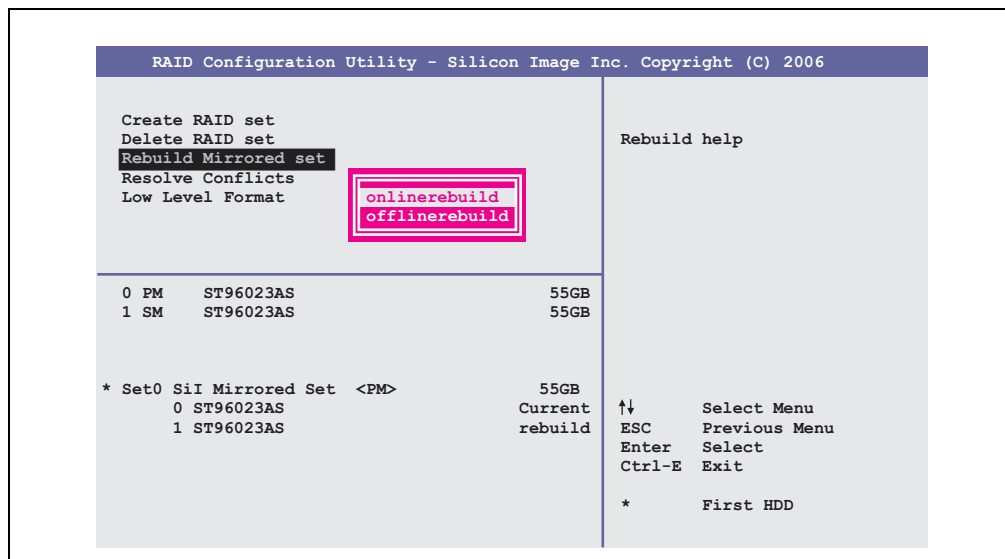 RAID Configuration Utility - Silicon Image Inc. Copyright (C) 2006
Create RAID set
Delete RAID set
Rebuild Mirrored set
Resolve Conflicts
Low Level Format
onlinerebuild
offlinerebuild
Rebuild help
0 PM ST96023AS 55GB
1 SM ST96023AS 55GB
* Set0 SiI Mirrored Set <PM> 55GB
0 ST96023AS Current
1 ST96023AS rebuild
↑↓ Select Menu
ESC Previous Menu
Enter Select
Ctrl-E Exit
* First HDD